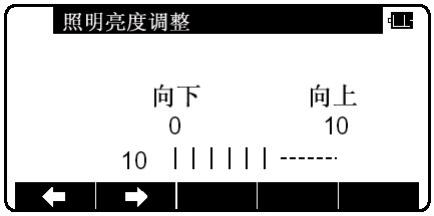 照明亮度调整
向下 向上
0 10
10 | | | | | | -------